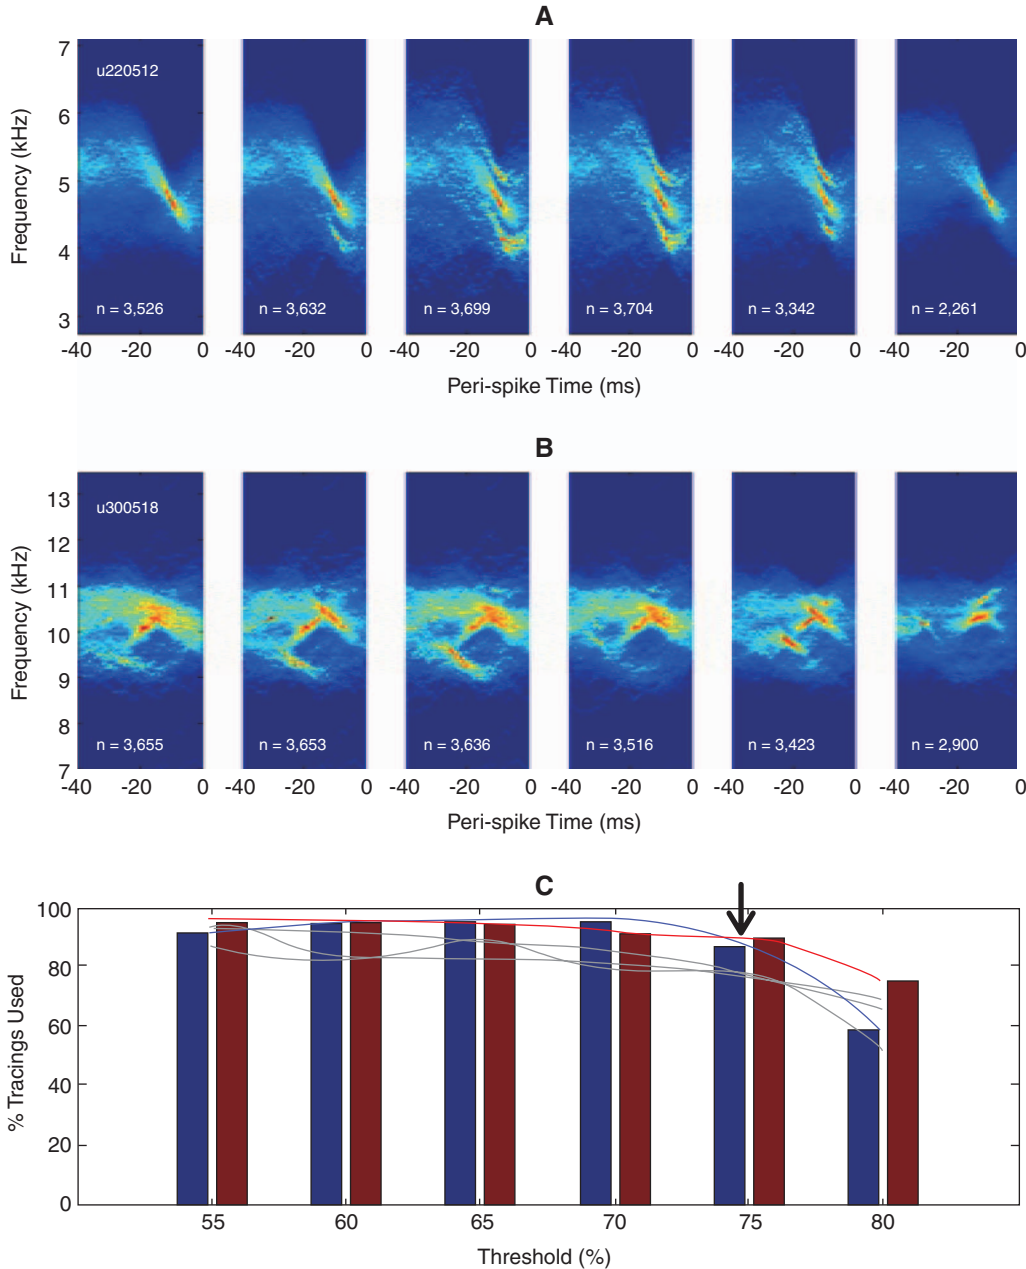 A
7
6
5
4
3
Frequency (kHz)
u220512
n = 3,526
n = 3,632
n = 3,699
n = 3,704
n = 3,342
n = 2,261
-40 -20 0 -40 -20 0 -40 -20 0 -40 -20 0 -40 -20 0 -40 -20 0
Peri-spike Time (ms)
B
13
12
11
10
9
8
7
Frequency (kHz)
u300518
n = 3,655
n = 3,653
n = 3,636
n = 3,516
n = 3,423
n = 2,900
-40 -20 0 -40 -20 0 -40 -20 0 -40 -20 0 -40 -20 0 -40 -20 0
Peri-spike Time (ms)
C
100
80
60
40
20
0
% Tracings Used
55 60 65 70 75 80
Threshold (%)